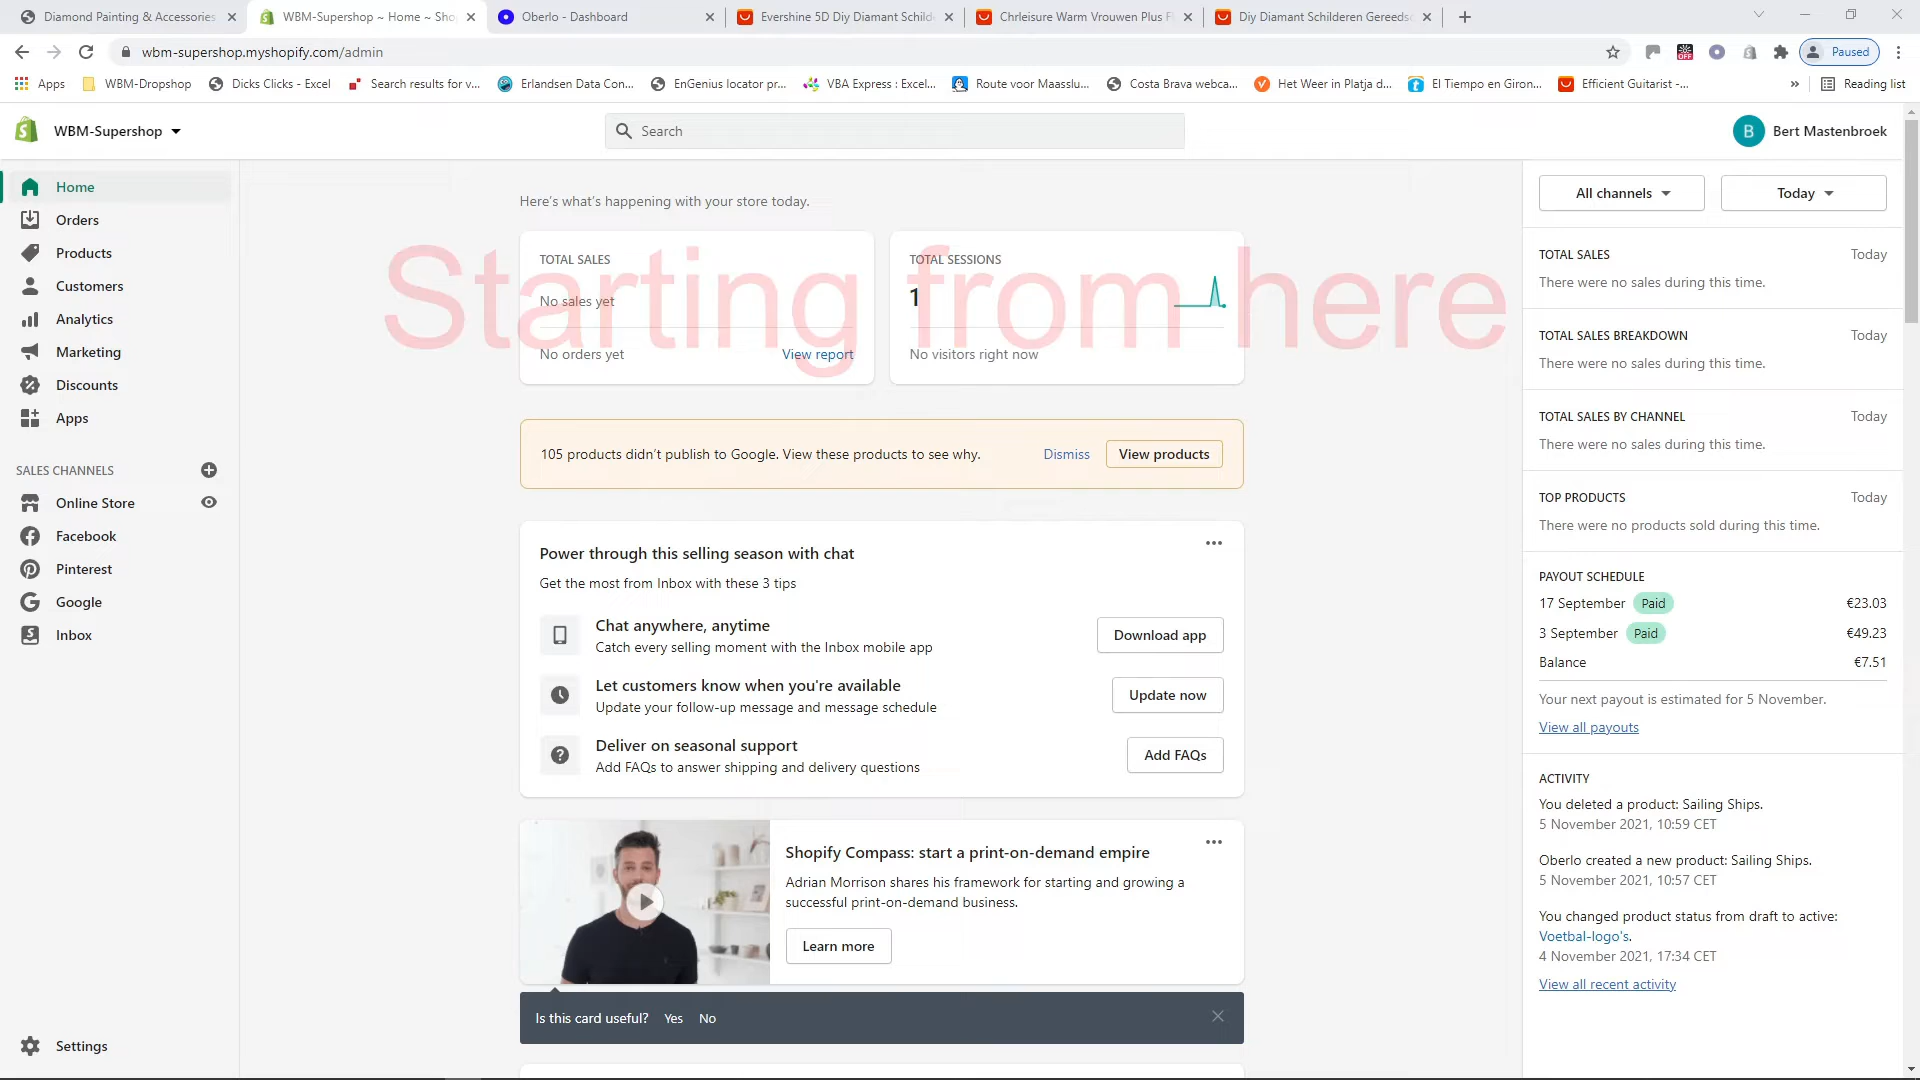 Diamond Painting & Accessories
WBM-Supershop ~ Home ~ Sho
Oberlo - Dashboard
Evershine 5D Diy Diamant Schild
Chrleisure Warm Vrouwen Plus F
Diy Diamant Schilderen Gereeds
wbm-supershop.myshopify.com/admin
Paused
Apps
WBM-Dropshop
Dicks Clicks - Excel
Search results for v...
Erlandsen Data Con...
EnGenius locator pr...
VBA Express : Excel...
Route voor Maasslu...
Costa Brava webca...
Het Weer in Platja d...
El Tiempo en Giron...
Efficient Guitarist -...
»
Reading list
WBM-Supershop
Search
B
Bert Mastenbroek
Home
Orders
Products
Customers
Analytics
Marketing
Discounts
Apps
SALES CHANNELS
Online Store
Facebook
Pinterest
Google
Inbox
Settings
Here's what's happening with your store today.
Starting from here
TOTAL SALES
No sales yet
No orders yet
View report
TOTAL SESSIONS
1
No visitors right now
105 products didn't publish to Google. View these products to see why.
Dismiss
View products
Power through this selling season with chat
Get the most from Inbox with these 3 tips
Chat anywhere, anytime
Catch every selling moment with the Inbox mobile app
Download app
Let customers know when you're available
Update your follow-up message and message schedule
Update now
Deliver on seasonal support
Add FAQs to answer shipping and delivery questions
Add FAQs
Shopify Compass: start a print-on-demand empire
Adrian Morrison shares his framework for starting and growing a
successful print-on-demand business.
Learn more
Is this card useful? Yes No
All channels
Today
TOTAL SALES Today
There were no sales during this time.
TOTAL SALES BREAKDOWN Today
There were no sales during this time.
TOTAL SALES BY CHANNEL Today
There were no sales during this time.
TOP PRODUCTS Today
There were no products sold during this time.
PAYOUT SCHEDULE
17 September Paid €23.03
3 September Paid €49.23
Balance €7.51
Your next payout is estimated for 5 November.
View all payouts
ACTIVITY
You deleted a product: Sailing Ships.
5 November 2021, 10:59 CET
Oberlo created a new product: Sailing Ships.
5 November 2021, 10:57 CET
You changed product status from draft to active:
Voetbal-logo's.
4 November 2021, 17:34 CET
View all recent activity